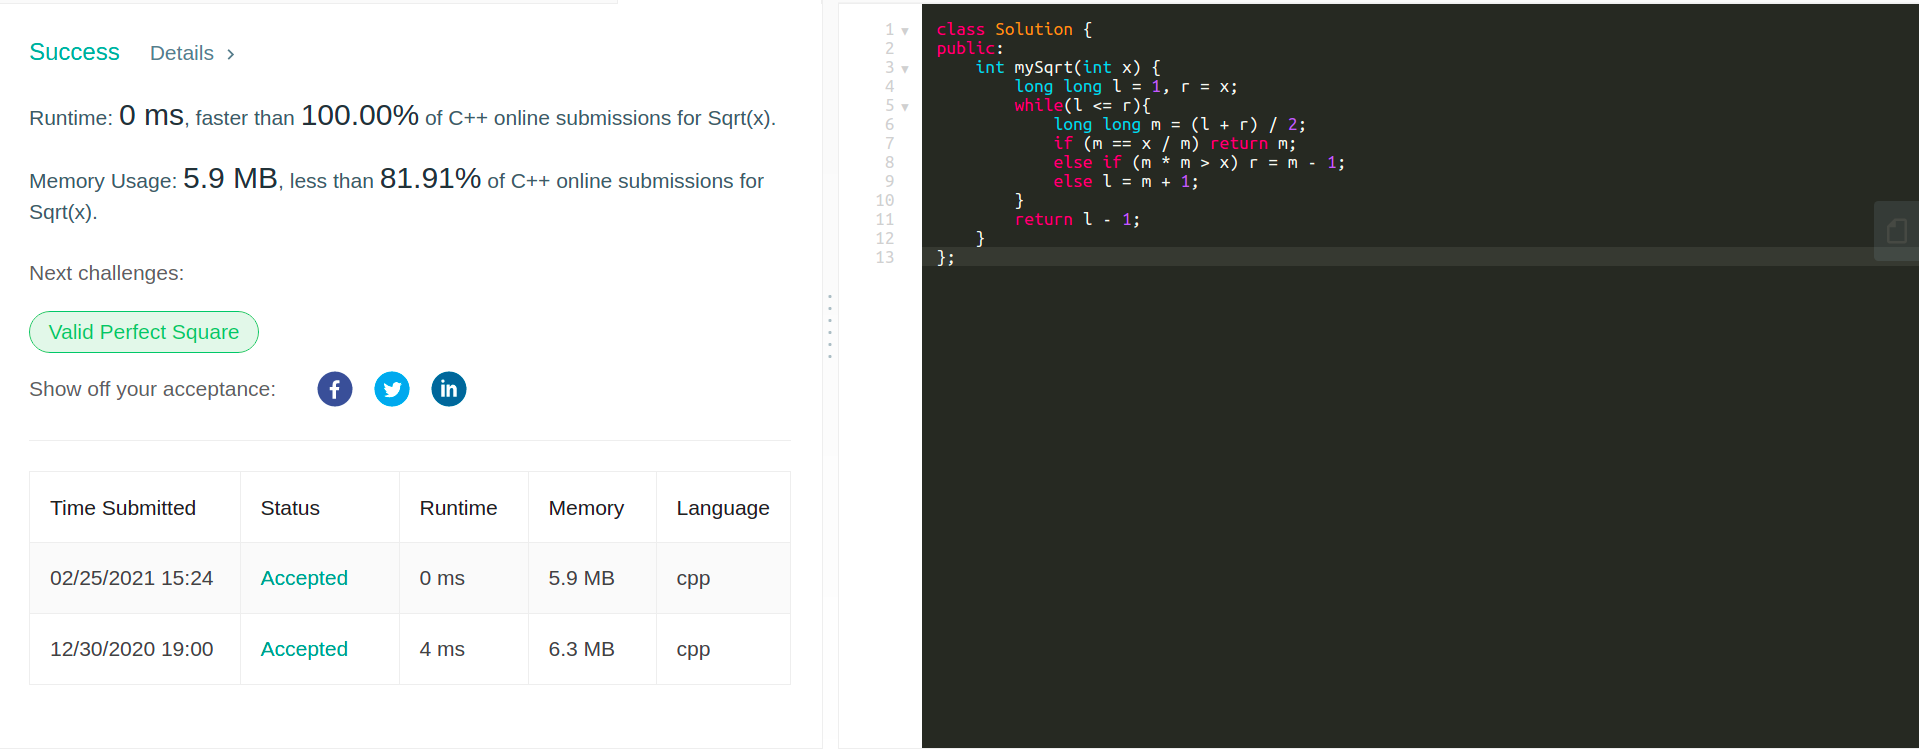 Success Details >
Runtime: 0 ms, faster than 100.00% of C++ online submissions for Sqrt(x).
Memory Usage: 5.9 MB, less than 81.91% of C++ online submissions for
Sqrt(x).
Next challenges:
Valid Perfect Square
Show off your acceptance:
Time Submitted Status Runtime Memory Language
02/25/2021 15:24 Accepted 0 ms 5.9 MB cpp
12/30/2020 19:00 Accepted 4 ms 6.3 MB cpp
1 class Solution {
2 public:
3     int mySqrt(int x) {
4         long long l = 1, r = x;
5         while(l <= r){
6             long long m = (l + r) / 2;
7             if (m == x / m) return m;
8             else if (m * m > x) r = m - 1;
9             else l = m + 1;
10         }
11         return l - 1;
12     }
13 };